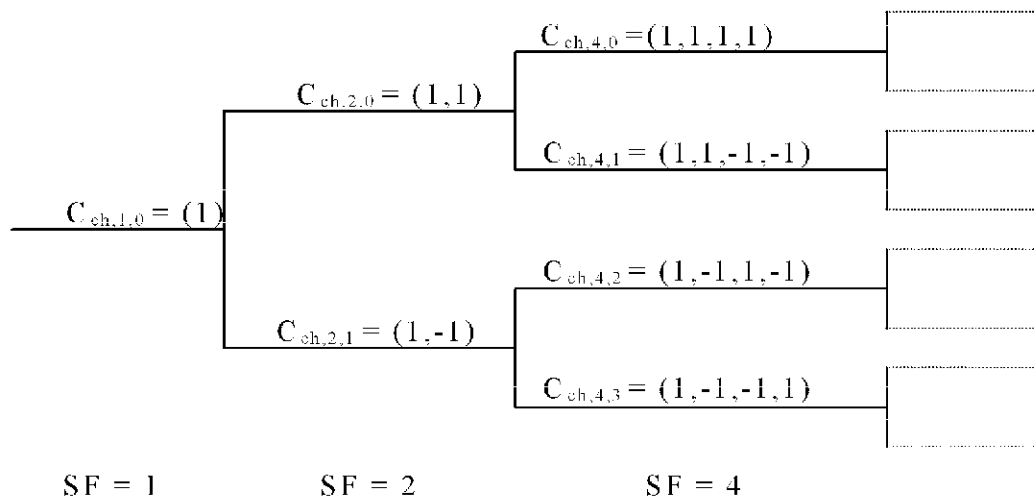 C ch,4,0 =(1,1,1,1)
C ch,2,0 = (1,1)
C ch,4,1 = (1,1,-1,-1)
C ch,1,0 = (1)
C ch,4,2 = (1,-1,1,-1)
C ch,2,1 = (1,-1)
C ch,4,3 = (1,-1,-1,1)
SF = 1 SF = 2 SF = 4